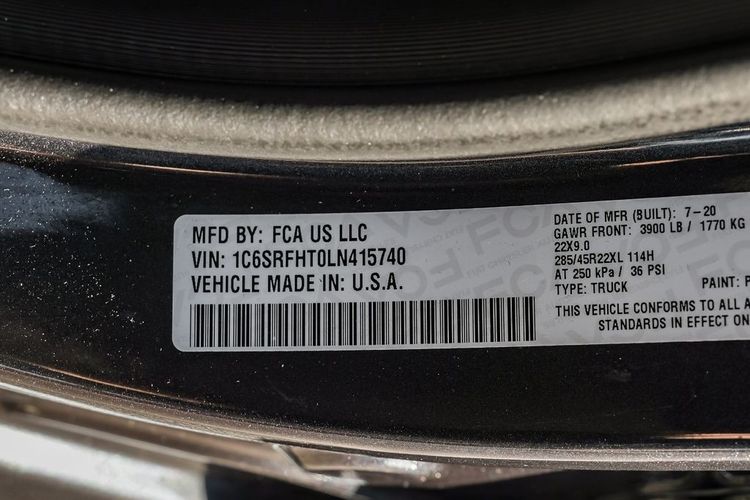 MFD BY: FCA US LLC
VIN: 1C6SRFHT0LN415740
VEHICLE MADE IN: U.S.A.
DATE OF MFR (BUILT): 7-20
GAWR FRONT: 3900 LB / 1770 KG
22X9.0
285/45R22XL 114H
AT 250 kPa / 36 PSI
TYPE: TRUCK
PAINT: P
THIS VEHICLE CONFORMS TO ALL A
STANDARDS IN EFFECT ON